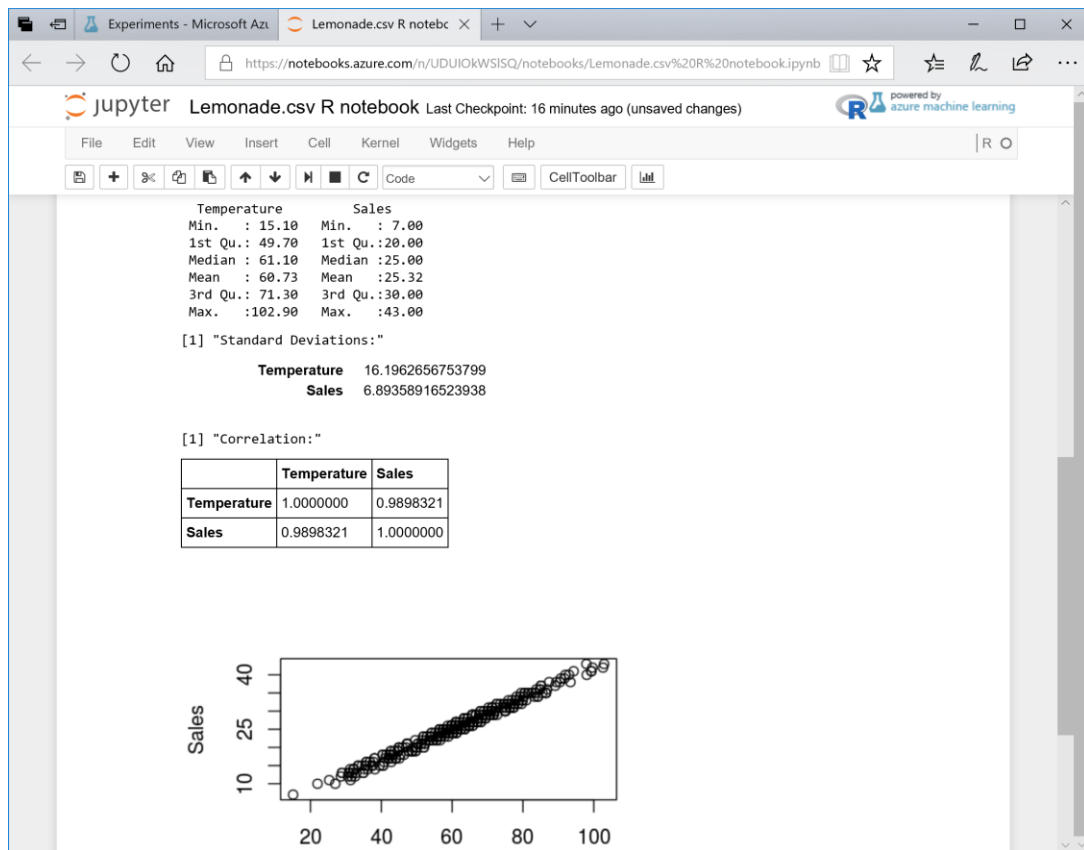 Experiments - Microsoft Azu
Lemonade.csv R notebc
https://notebooks.azure.com/n/UDUIOkWSlSQ/notebooks/Lemonade.csv%20R%20notebook.ipynb
jupyter Lemonade.csv R notebook Last Checkpoint: 16 minutes ago (unsaved changes)
R powered by
azure machine learning
File Edit View Insert Cell Kernel Widgets Help R
Code CellToolbar
Temperature Sales
Min. : 15.10 Min. : 7.00
1st Qu.: 49.70 1st Qu.:20.00
Median : 61.10 Median :25.00
Mean : 60.73 Mean :25.32
3rd Qu.: 71.30 3rd Qu.:30.00
Max. :102.90 Max. :43.00
[1] "Standard Deviations:"
Temperature 16.1962656753799
Sales 6.89358916523938
[1] "Correlation:"
Temperature Sales
Temperature 1.0000000 0.9898321
Sales 0.9898321 1.0000000
Sales
40
25
10
20 40 60 80 100